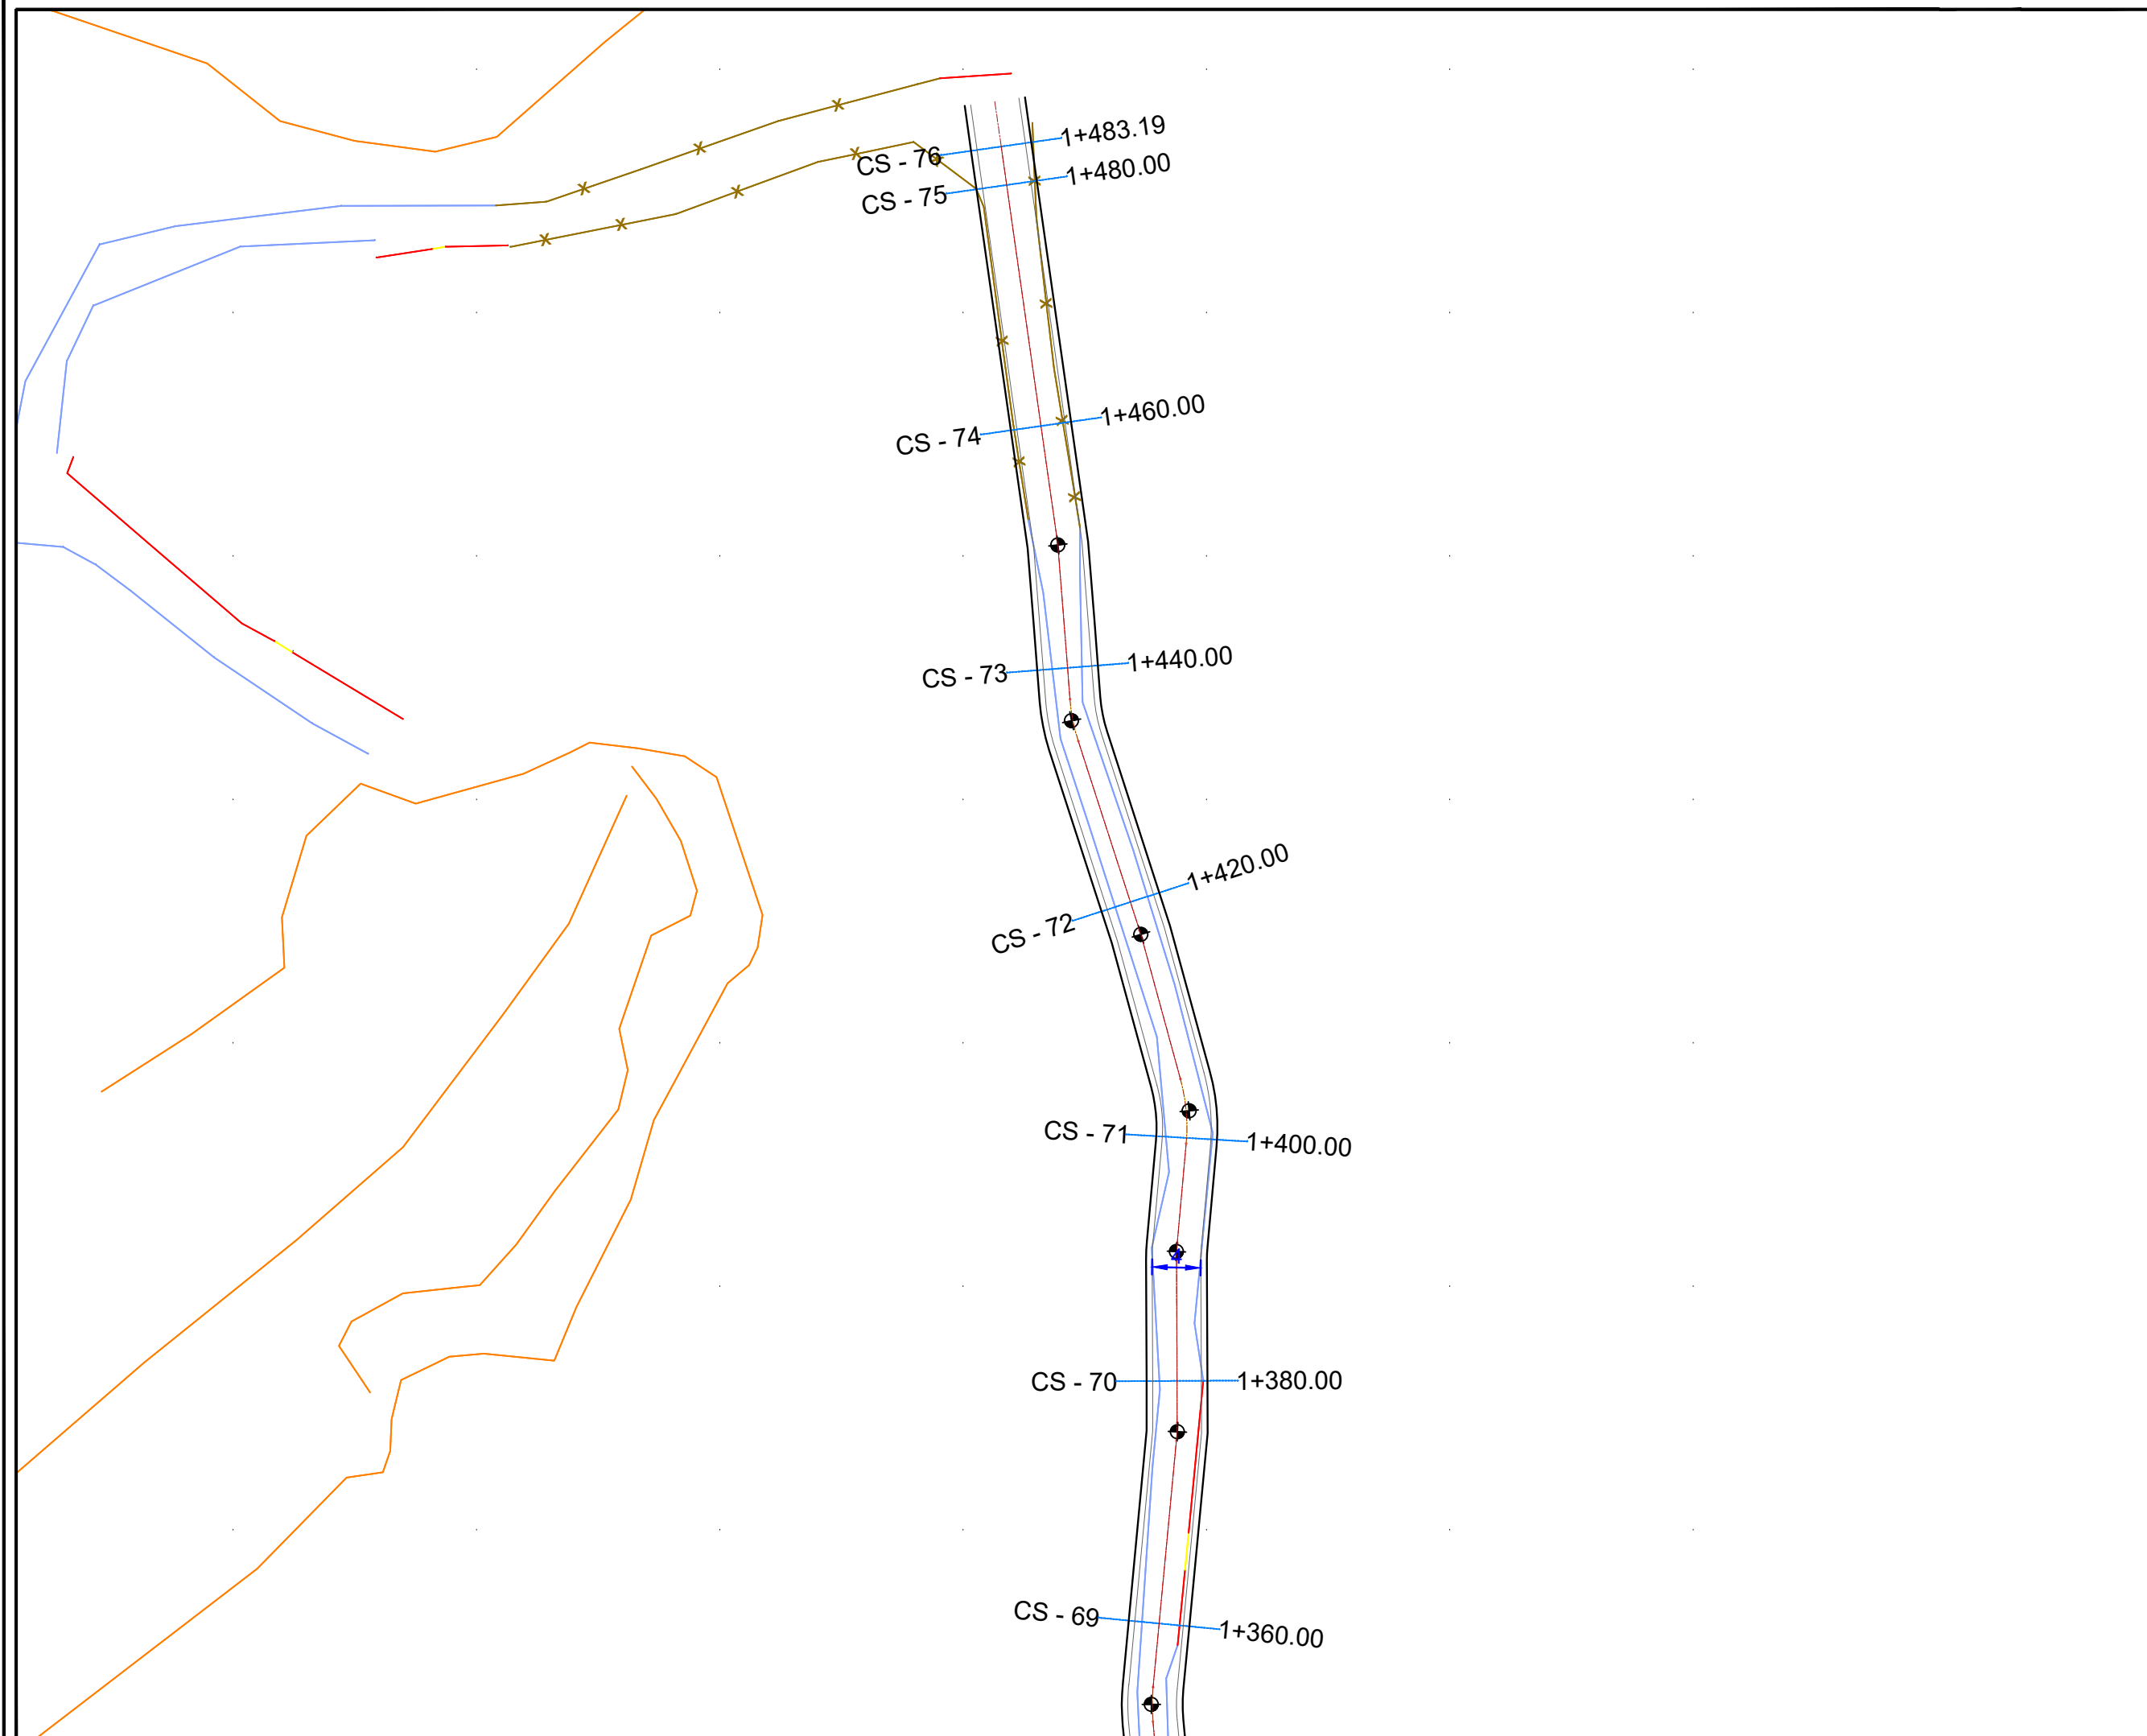 CS - 76 1+483.19
CS - 75 1+480.00
CS - 74 1+460.00
CS - 73 1+440.00
CS - 72 1+420.00
CS - 71 1+400.00
4
CS - 70 1+380.00
CS - 69 1+360.00